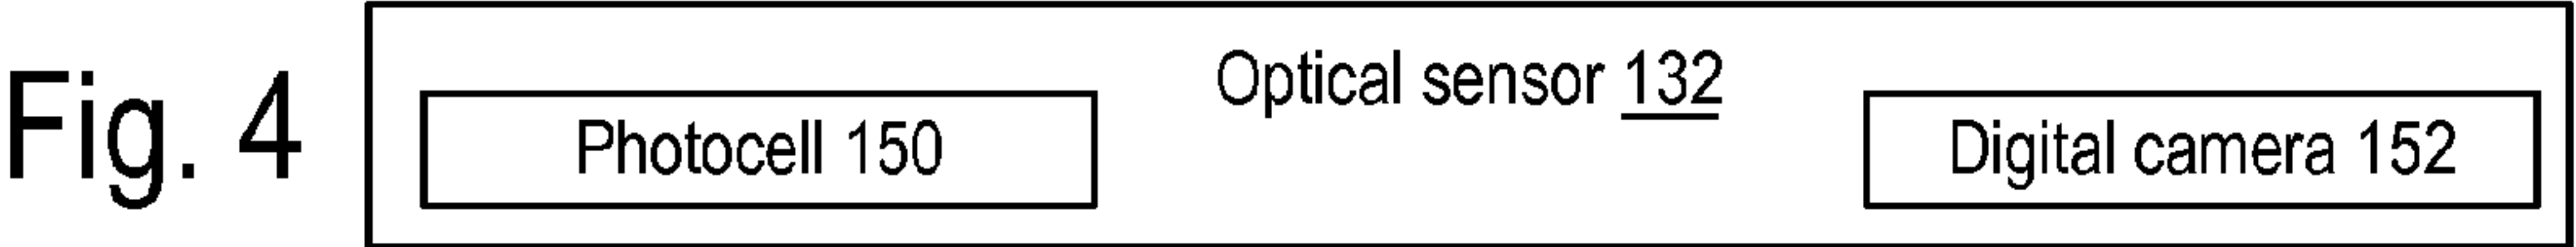 Fig. 4
Optical sensor 132
Photocell 150
Digital camera 152